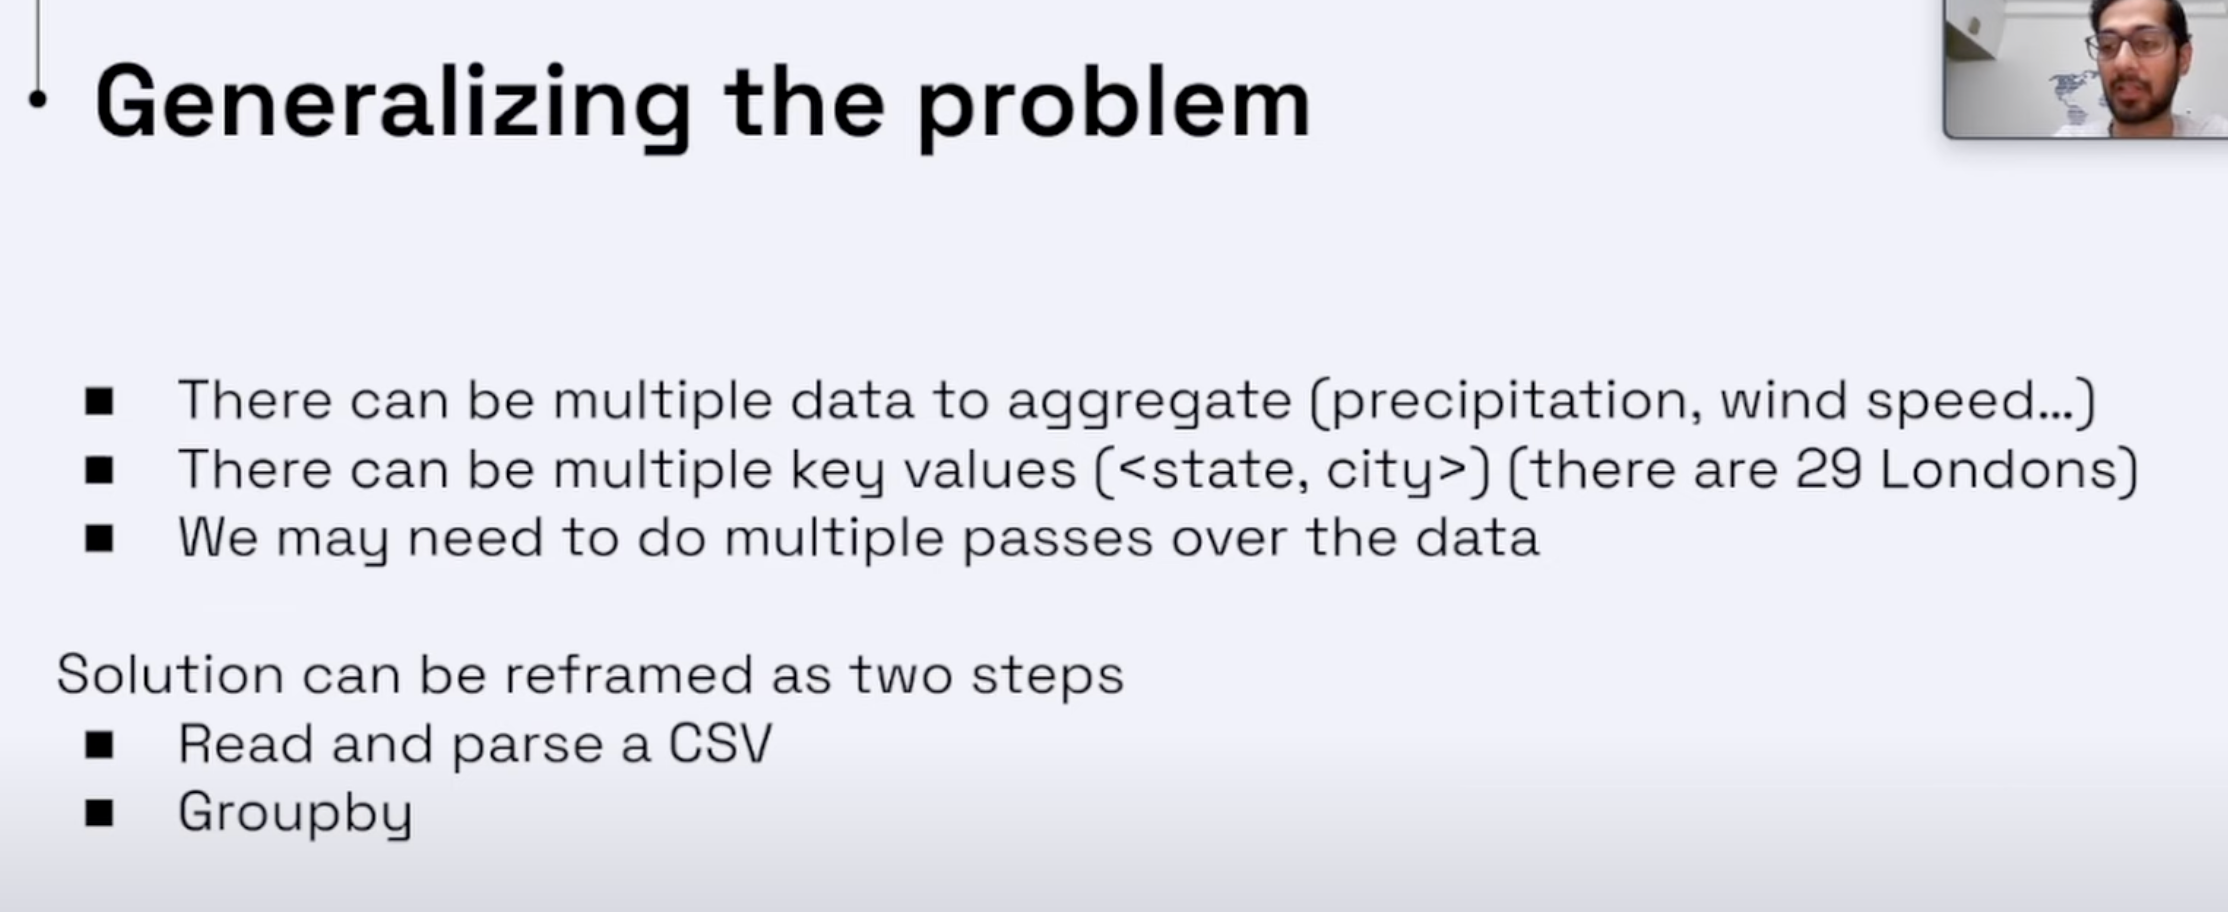 Generalizing the problem
There can be multiple data to aggregate (precipitation, wind speed...)
There can be multiple key values (<state, city>) (there are 29 Londons)
We may need to do multiple passes over the data
Solution can be reframed as two steps
Read and parse a CSV
Groupby